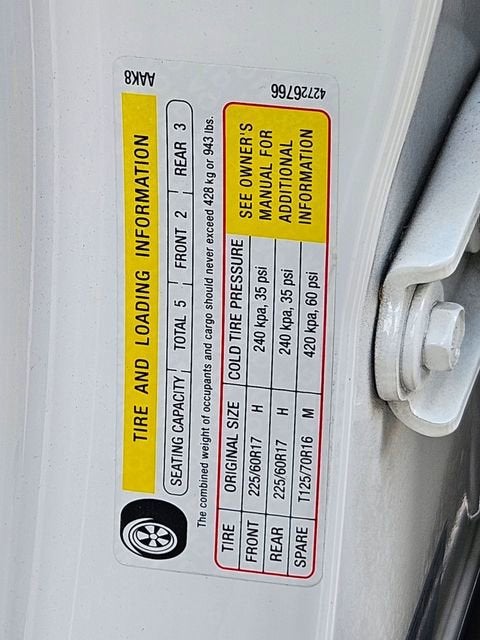 AAK8
TIRE AND LOADING INFORMATION
SEATING CAPACITY TOTAL 5 FRONT 2 REAR 3
The combined weight of occupants and cargo should never exceed 428 kg or 943 lbs.
TIRE ORIGINAL SIZE COLD TIRE PRESSURE SEE OWNER'S
FRONT 225/60R17 H 240 kpa, 35 psi MANUAL FOR
REAR 225/60R17 H 240 kpa, 35 psi ADDITIONAL
SPARE T125/70R16 M 420 kpa, 60 psi INFORMATION
42726766